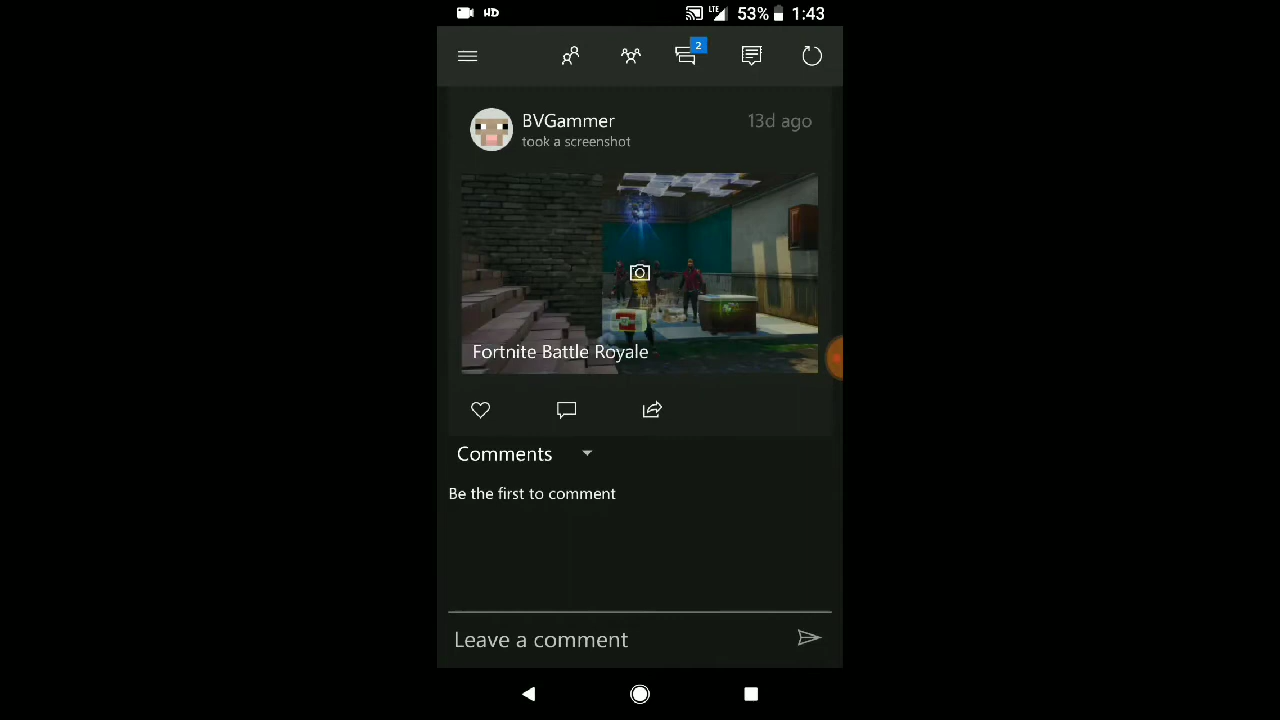 HD LTE 53% 1:43
2
BVGammer 13d ago
took a screenshot
Fortnite Battle Royale
Comments
Be the first to comment
Leave a comment